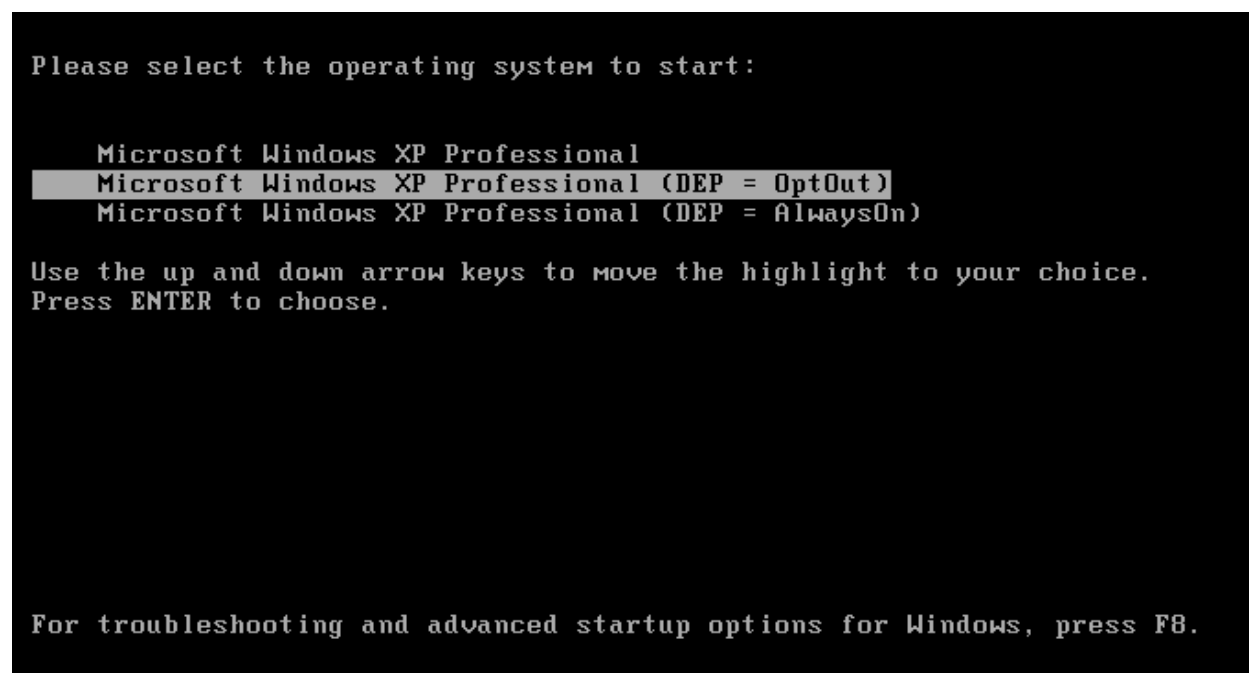 Please select the operating system to start:
Microsoft Windows XP Professional
Microsoft Windows XP Professional (DEP = OptOut)
Microsoft Windows XP Professional (DEP = AlwaysOn)
Use the up and down arrow keys to move the highlight to your choice.
Press ENTER to choose.
For troubleshooting and advanced startup options for Windows, press F8.